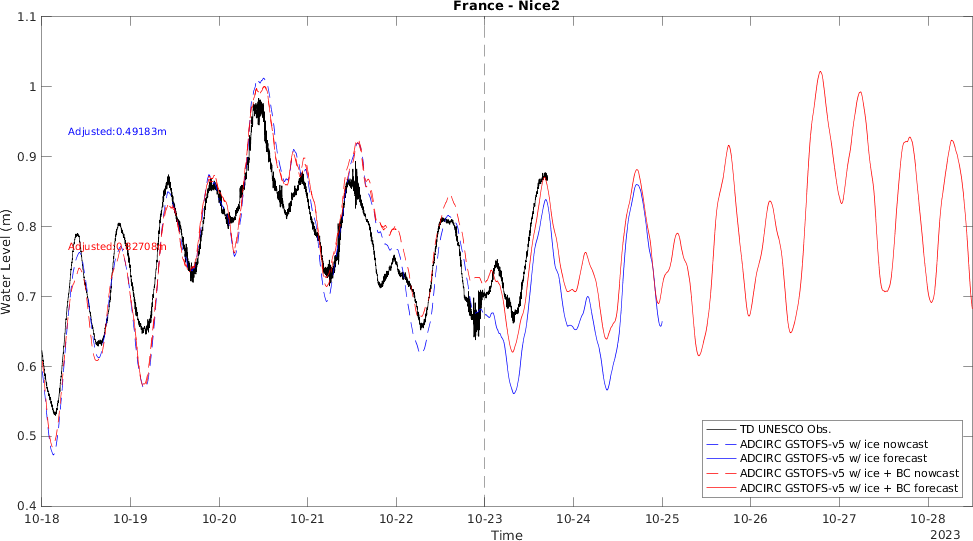 France - Nice2
1.1
1
0.9
0.8
0.7
0.6
0.5
0.4
Water Level (m)
Adjusted:0.49183m
Adjusted:0.32708m
10-18
10-19
10-20
10-21
10-22
10-23
10-24
10-25
10-26
10-27
10-28
Time
2023
TD UNESCO Obs.
ADCIRC GSTOFS-v5 w/ ice nowcast
ADCIRC GSTOFS-v5 w/ ice forecast
ADCIRC GSTOFS-v5 w/ ice + BC nowcast
ADCIRC GSTOFS-v5 w/ ice + BC forecast